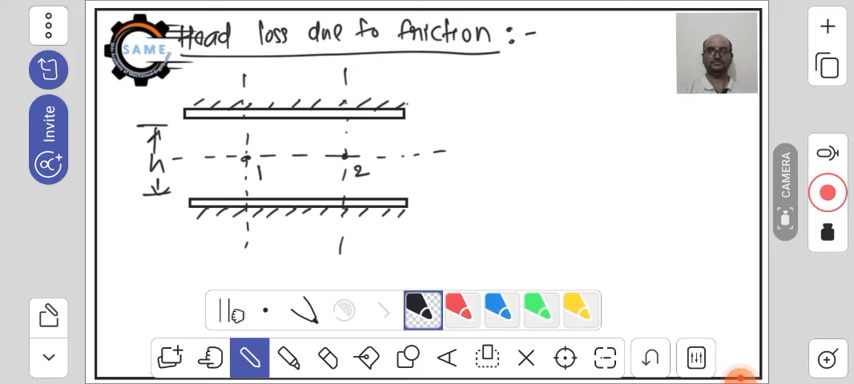 Head loss due to friction :-
SAME
h
1
2
Invite
CAMERA